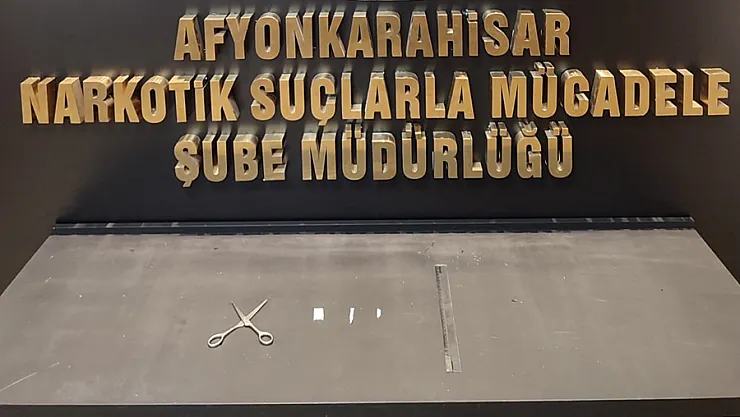 AFYONKARAHİSAR
NARKOTİK SUÇLARLA MÜCADELE
ŞUBE MÜDÜRLÜĞÜ